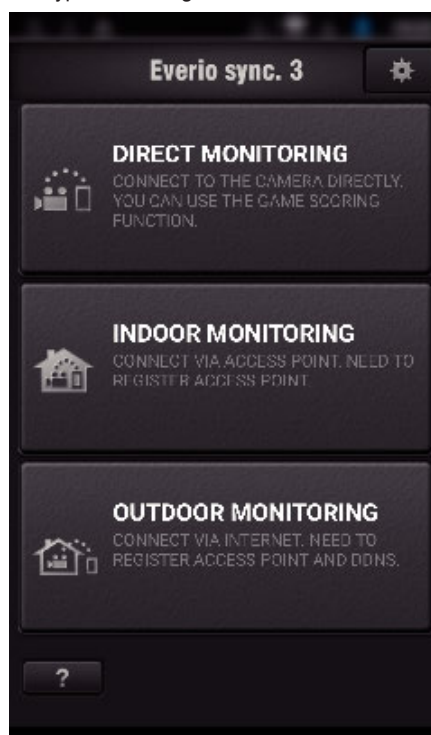 Everio sync. 3
DIRECT MONITORING
CONNECT TO THE CAMERA DIRECTLY.
YOU CAN USE THE GAME SCORING
FUNCTION.
INDOOR MONITORING
CONNECT VIA ACCESS POINT. NEED TO
REGISTER ACCESS POINT.
OUTDOOR MONITORING
CONNECT VIA INTERNET. NEED TO
REGISTER ACCESS POINT AND DDNS.
?